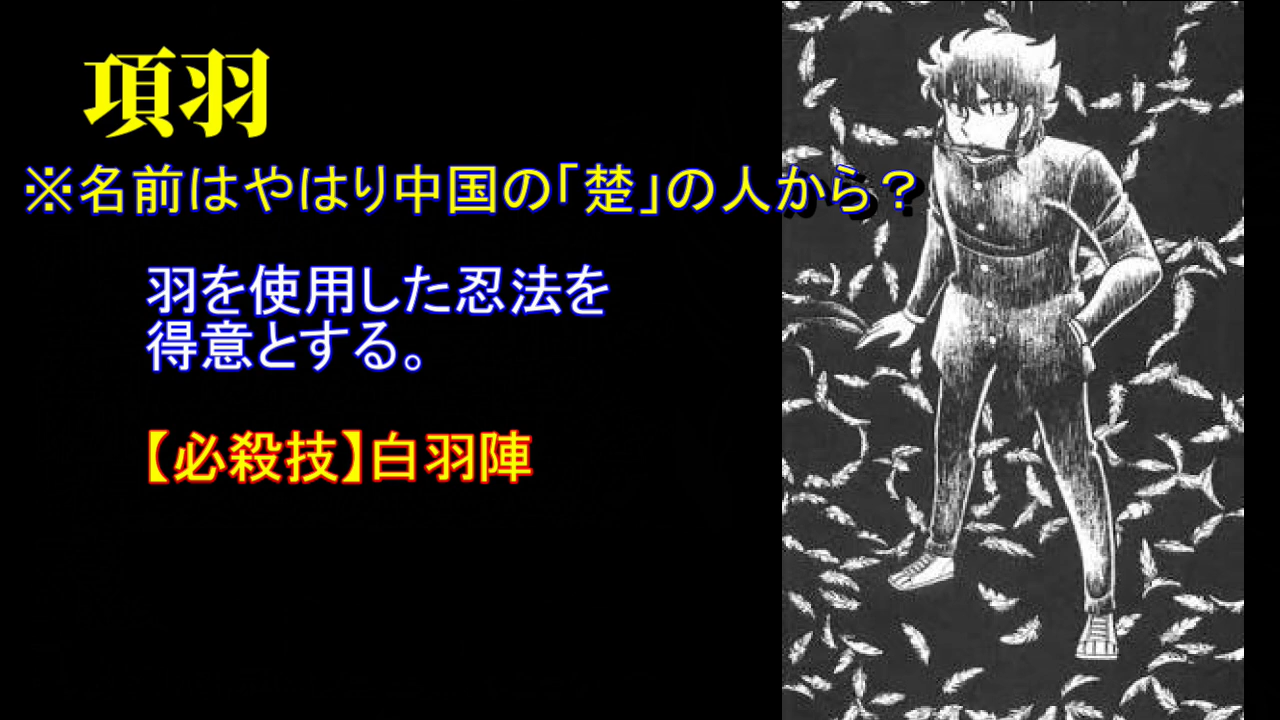 項羽
※名前はやはり中国の「楚」の人から？
羽を使用した忍法を
得意とする。
【必殺技】白羽陣